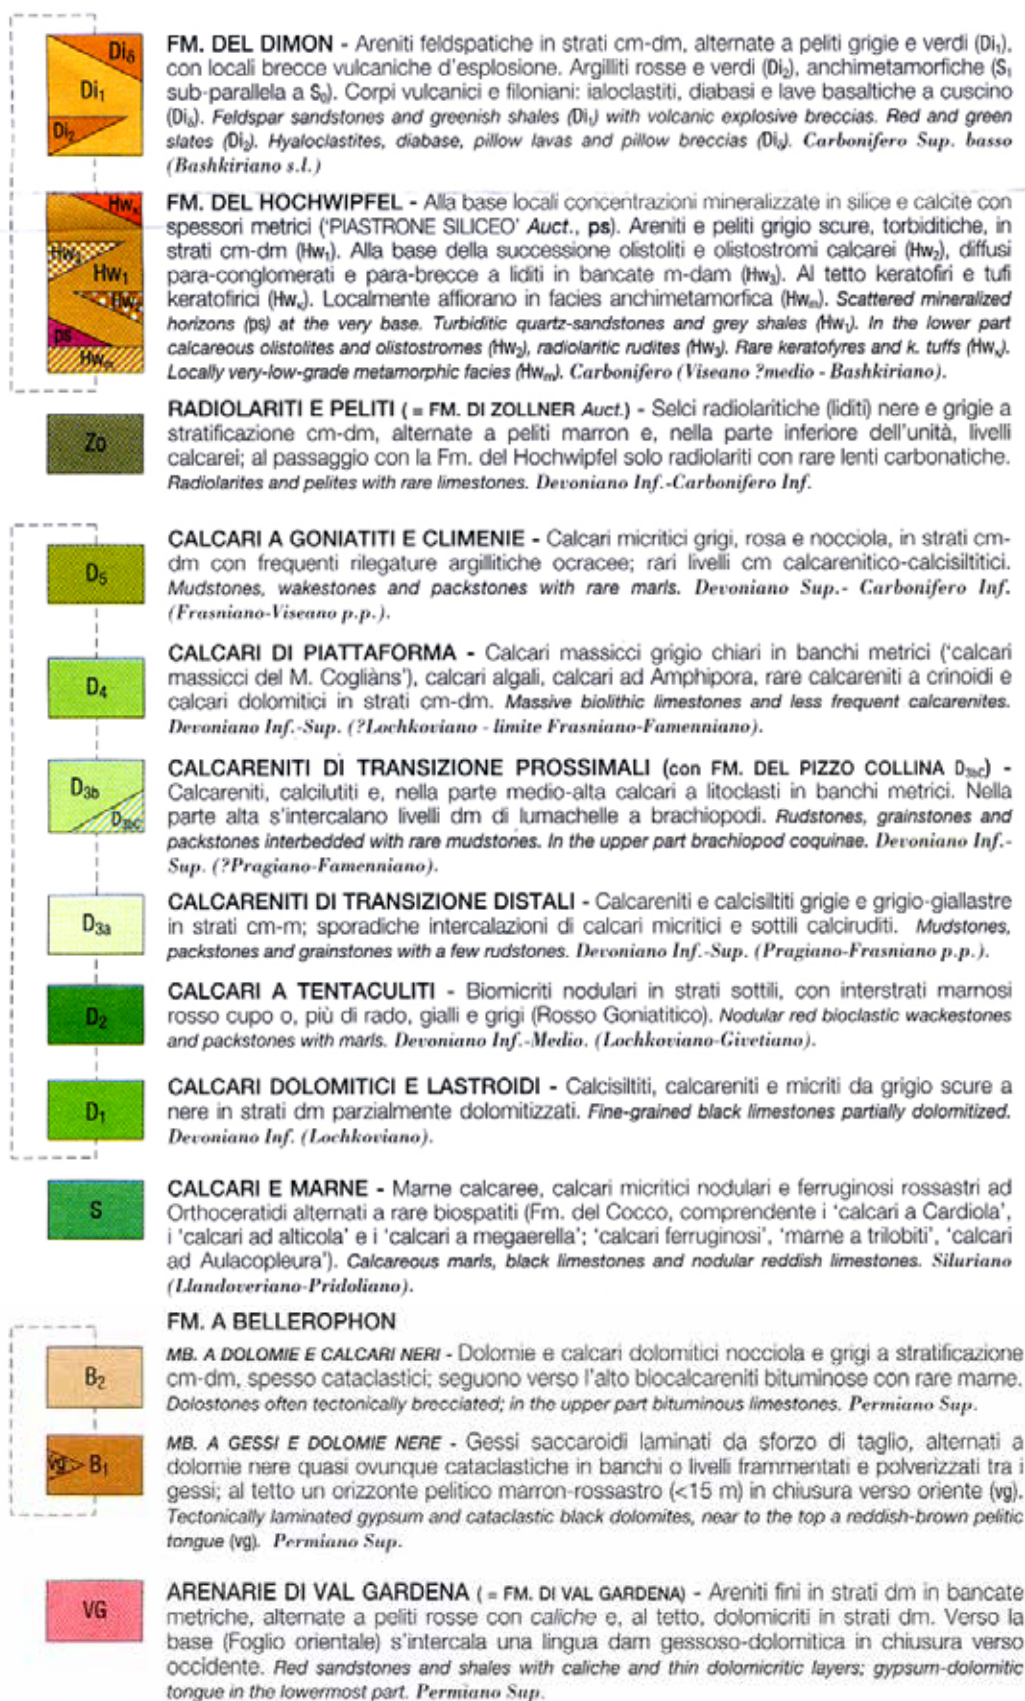 Diδ
Di₁
Di₂
FM. DEL DIMON - Areniti feldspatiche in strati cm-dm, alternate a peliti grigie e verdi (Di₁),
con locali brecce vulcaniche d'esplosione. Argilliti rosse e verdi (Di₂), anchimetamorfiche (S₁
sub-parallela a S₀). Corpi vulcanici e filoniani: ialoclastiti, diabasi e lave basaltiche a cuscino
(Diδ). Feldspar sandstones and greenish shales (Di₁) with volcanic explosive breccias. Red and green
slates (Di₂). Hyaloclastites, diabase, pillow lavas and pillow breccias (Diδ). Carbonifero Sup. basso
(Bashkiriano s.l.)
Hwₖ
Hw₂
Hw₁
Hw₃
ps
Hwₘ
FM. DEL HOCHWIPFEL - Alla base locali concentrazioni mineralizzate in silice e calcite con
spessori metrici ('PIASTRONE SILICEO' Auct., ps). Areniti e peliti grigio scure, torbiditiche, in
strati cm-dm (Hw₁). Alla base della successione olistoliti e olistostromi calcarei (Hw₂), diffusi
para-conglomerati e para-brecce a liditi in bancate m-dam (Hw₃). Al tetto keratofiri e tufi
keratofirici (Hwₖ). Localmente affiorano in facies anchimetamorfica (Hwₘ). Scattered mineralized
horizons (ps) at the very base. Turbiditic quartz-sandstones and grey shales (Hw₁). In the lower part
calcareous olistolites and olistostromes (Hw₂), radiolaritic rudites (Hw₃). Rare keratofyres and k. tuffs (Hwₖ).
Locally very-low-grade metamorphic facies (Hwₘ). Carbonifero (Viseano ?medio - Bashkiriano).
Zo
RADIOLARITI E PELITI ( = FM. DI ZOLLNER Auct.) - Selci radiolaritiche (liditi) nere e grigie a
stratificazione cm-dm, alternate a peliti marron e, nella parte inferiore dell'unità, livelli
calcarei; al passaggio con la Fm. del Hochwipfel solo radiolariti con rare lenti carbonatiche.
Radiolarites and pelites with rare limestones. Devoniano Inf.-Carbonifero Inf.
D₅
CALCARI A GONIATITI E CLIMENIE - Calcari micritici grigi, rosa e nocciola, in strati cm-
dm con frequenti rilegature argillitiche ocracee; rari livelli cm calcarenitico-calcisiltitici.
Mudstones, wakestones and packstones with rare marls. Devoniano Sup.- Carbonifero Inf.
(Frasniano-Viseano p.p.).
D₄
CALCARI DI PIATTAFORMA - Calcari massicci grigio chiari in banchi metrici ('calcari
massicci del M. Cogliàns'), calcari algali, calcari ad Amphipora, rare calcareniti a crinoidi e
calcari dolomitici in strati cm-dm. Massive biolithic limestones and less frequent calcarenites.
Devoniano Inf.-Sup. (?Lochkoviano - limite Frasniano-Famenniano).
D₃b
D₃bc
CALCARENITI DI TRANSIZIONE PROSSIMALI (con FM. DEL PIZZO COLLINA D₃bc) -
Calcareniti, calcilutiti e, nella parte medio-alta calcari a litoclasti in banchi metrici. Nella
parte alta s'intercalano livelli dm di lumachelle a brachiopodi. Rudstones, grainstones and
packstones interbedded with rare mudstones. In the upper part brachiopod coquinae. Devoniano Inf.-
Sup. (?Pragiano-Famenniano).
D₃a
CALCARENITI DI TRANSIZIONE DISTALI - Calcareniti e calcisiltiti grigie e grigio-giallastre
in strati cm-m; sporadiche intercalazioni di calcari micritici e sottili calciruditi. Mudstones,
packstones and grainstones with a few rudstones. Devoniano Inf.-Sup. (Pragiano-Frasniano p.p.).
D₂
CALCARI A TENTACULITI - Biomicriti nodulari in strati sottili, con interstrati marnosi
rosso cupo o, più di rado, gialli e grigi (Rosso Goniatitico). Nodular red bioclastic wackestones
and packstones with marls. Devoniano Inf.-Medio. (Lochkoviano-Givetiano).
D₁
CALCARI DOLOMITICI E LASTROIDI - Calcisiltiti, calcareniti e micriti da grigio scure a
nere in strati dm parzialmente dolomitizzati. Fine-grained black limestones partially dolomitized.
Devoniano Inf. (Lochkoviano).
S
CALCARI E MARNE - Marne calcaree, calcari micritici nodulari e ferruginosi rossastri ad
Orthoceratidi alternati a rare biospatiti (Fm. del Cocco, comprendente i 'calcari a Cardiola',
i 'calcari ad alticola' e i 'calcari a megaerella'; 'calcari ferruginosi', 'marne a trilobiti', 'calcari
ad Aulacopleura'). Calcareous marls, black limestones and nodular reddish limestones. Siluriano
(Llandoveriano-Pridoliano).
FM. A BELLEROPHON
B₂
MB. A DOLOMIE E CALCARI NERI - Dolomie e calcari dolomitici nocciola e grigi a stratificazione
cm-dm, spesso cataclastici; seguono verso l'alto biocalcareniti bituminose con rare marne.
Dolostones often tectonically brecciated; in the upper part bituminous limestones. Permiano Sup.
vg
B₁
MB. A GESSI E DOLOMIE NERE - Gessi saccaroidi laminati da sforzo di taglio, alternati a
dolomie nere quasi ovunque cataclastiche in banchi o livelli frammentati e polverizzati tra i
gessi; al tetto un orizzonte pelitico marron-rossastro (<15 m) in chiusura verso oriente (vg).
Tectonically laminated gypsum and cataclastic black dolomites, near to the top a reddish-brown pelitic
tongue (vg). Permiano Sup.
VG
ARENARIE DI VAL GARDENA ( = FM. DI VAL GARDENA) - Areniti fini in strati dm in bancate
metriche, alternate a peliti rosse con caliche e, al tetto, dolomicriti in strati dm. Verso la
base (Foglio orientale) s'intercala una lingua dam gessoso-dolomitica in chiusura verso
occidente. Red sandstones and shales with caliche and thin dolomicritic layers; gypsum-dolomitic
tongue in the lowermost part. Permiano Sup.